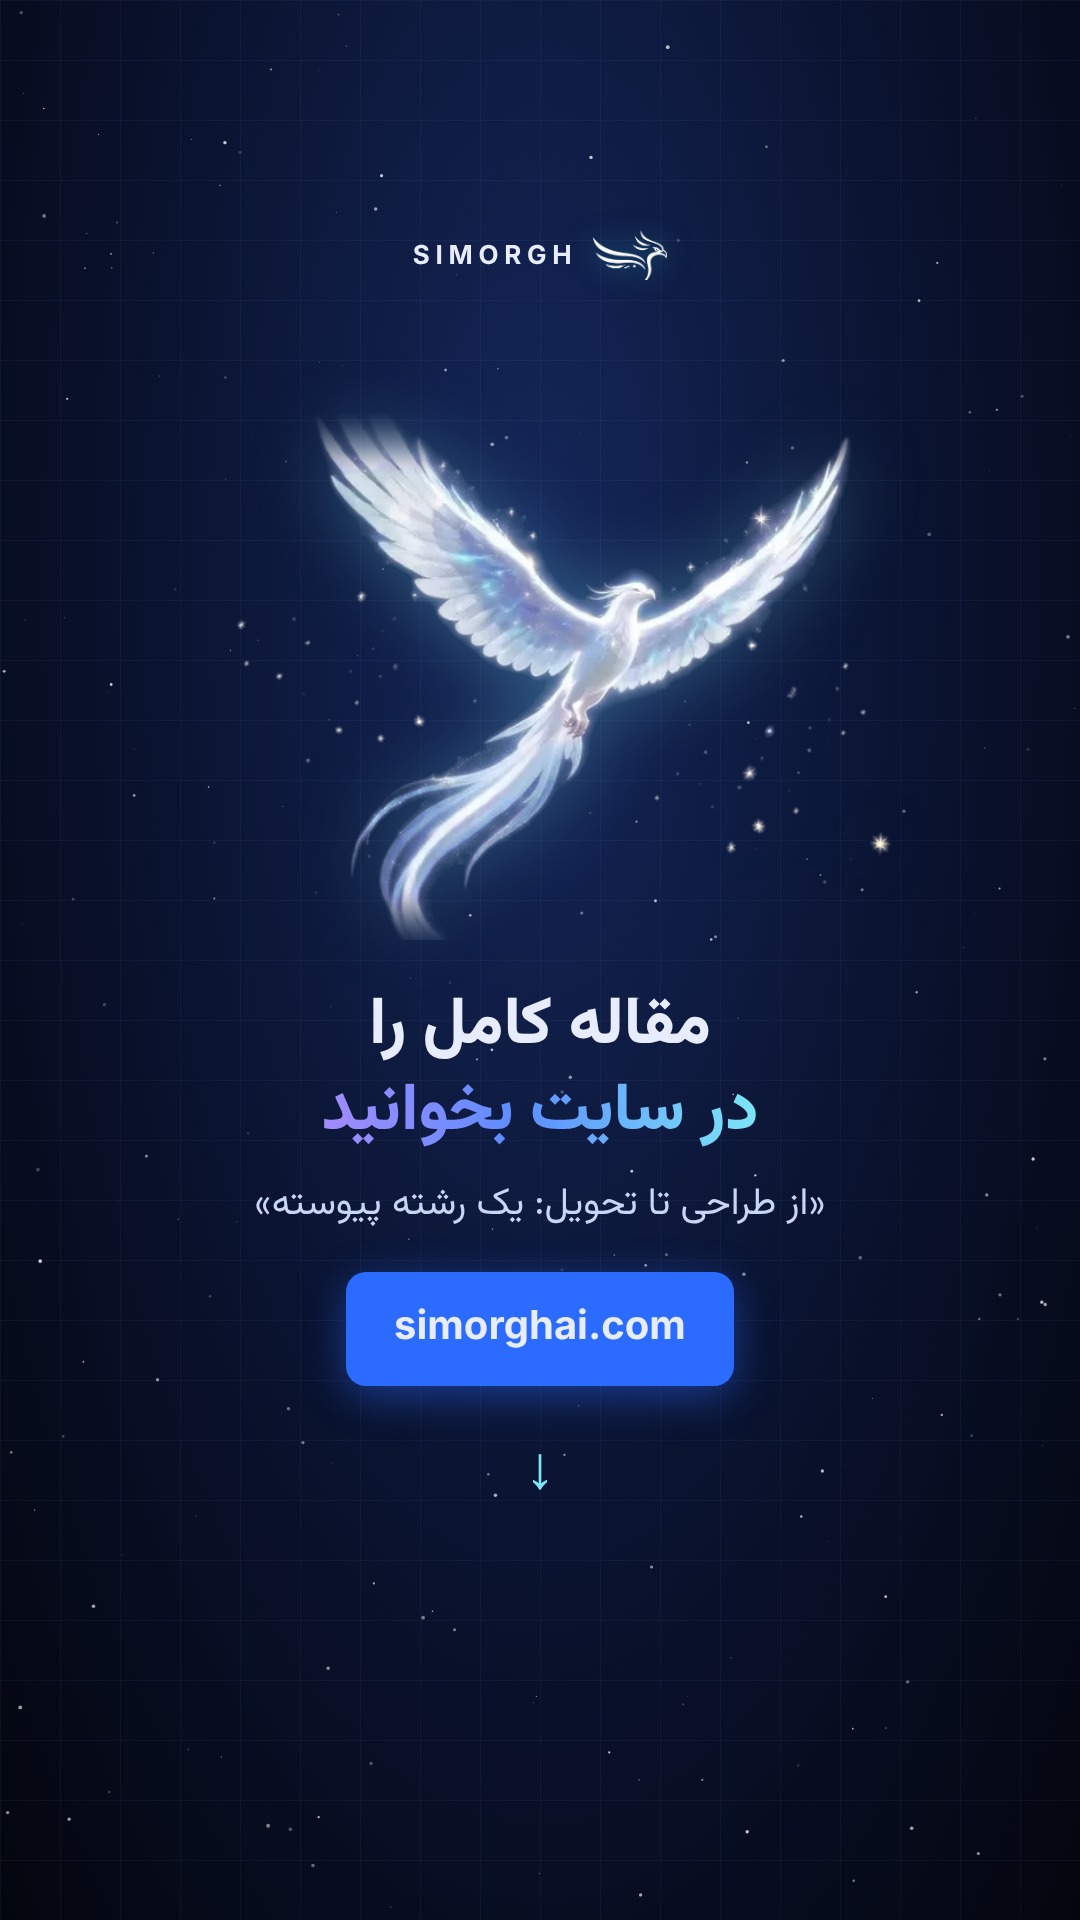 SIMORGH
مقاله کامل را
در سایت بخوانید
«از طراحی تا تحویل: یک رشته پیوسته»
simorghai.com
↓